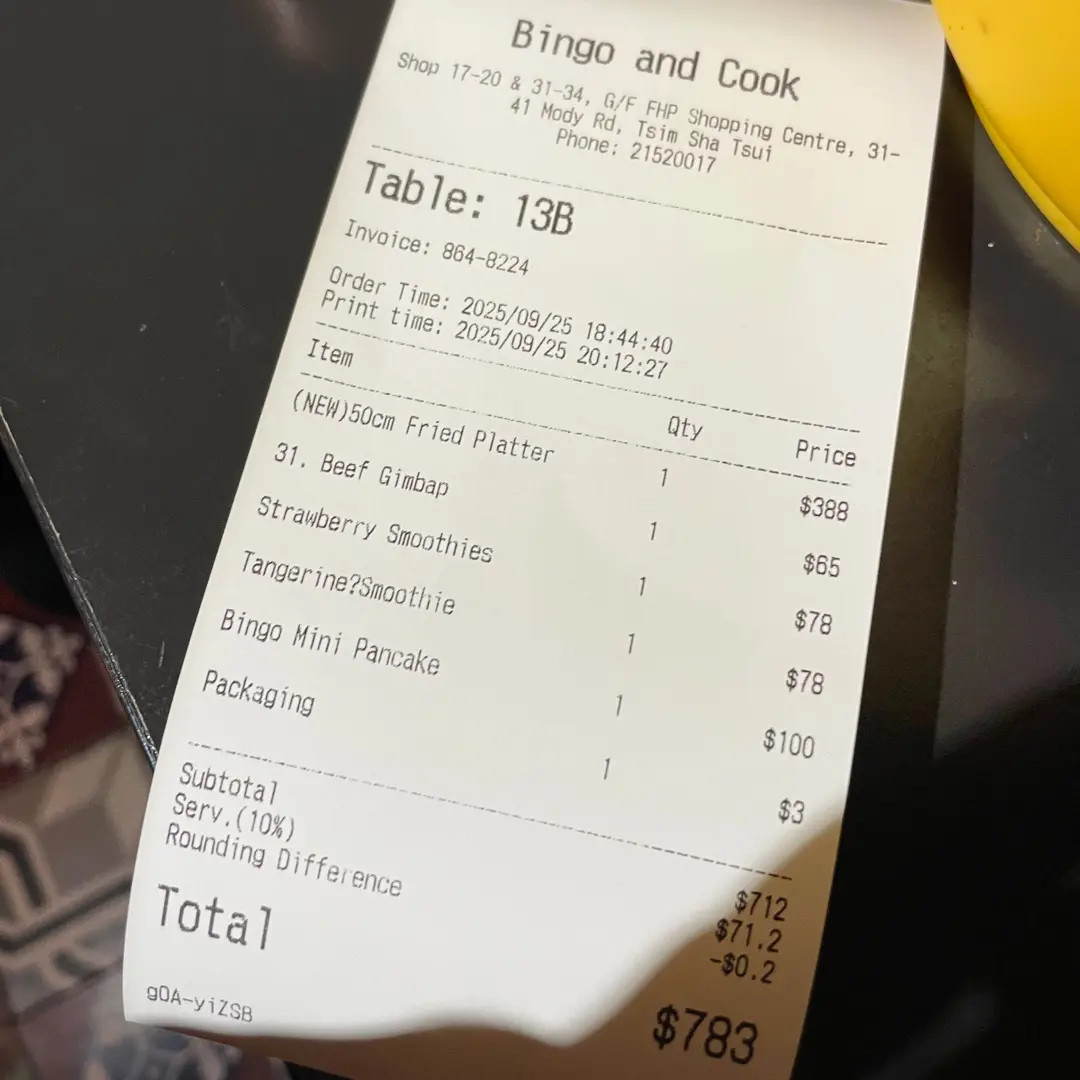 Bingo and Cook
Shop 17-20 & 31-34, G/F FHP Shopping Centre, 31-
41 Mody Rd, Tsim Sha Tsui
Phone: 21520017
Table: 13B
Invoice: 864-8224
Order Time: 2025/09/25 18:44:40
Print time: 2025/09/25 20:12:27
Item Qty Price
(NEW)50cm Fried Platter 1 $388
31. Beef Gimbap 1 $65
Strawberry Smoothies 1 $78
Tangerine?Smoothie 1 $78
Bingo Mini Pancake 1 $100
Packaging 1 $3
Subtotal $712
Serv.(10%) $71.2
Rounding Difference -$0.2
Total $783
gOA-yiZSB